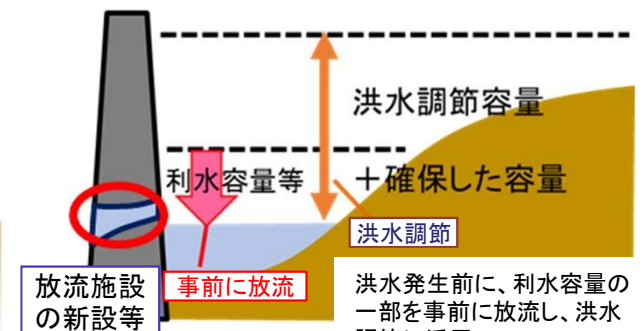 洪水調節容量
利水容量等
＋確保した容量
洪水調節
放流施設
の新設等
事前に放流
洪水発生前に、利水容量の
一部を事前に放流し、洪水